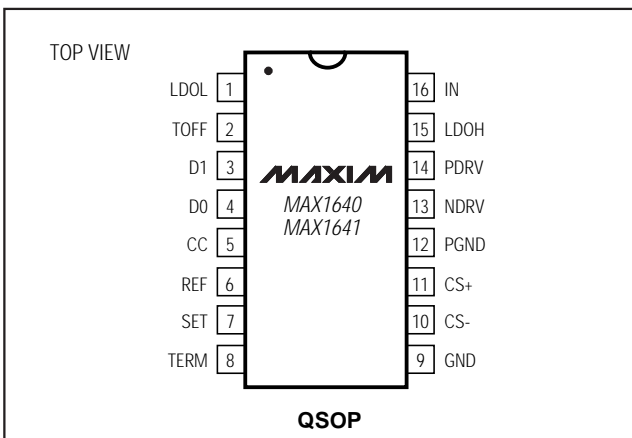 TOP VIEW
LDOL 1
TOFF 2
D1 3
D0 4
CC 5
REF 6
SET 7
TERM 8
MAXIM
MAX1640
MAX1641
16 IN
15 LDOH
14 PDRV
13 NDRV
12 PGND
11 CS+
10 CS-
9 GND
QSOP